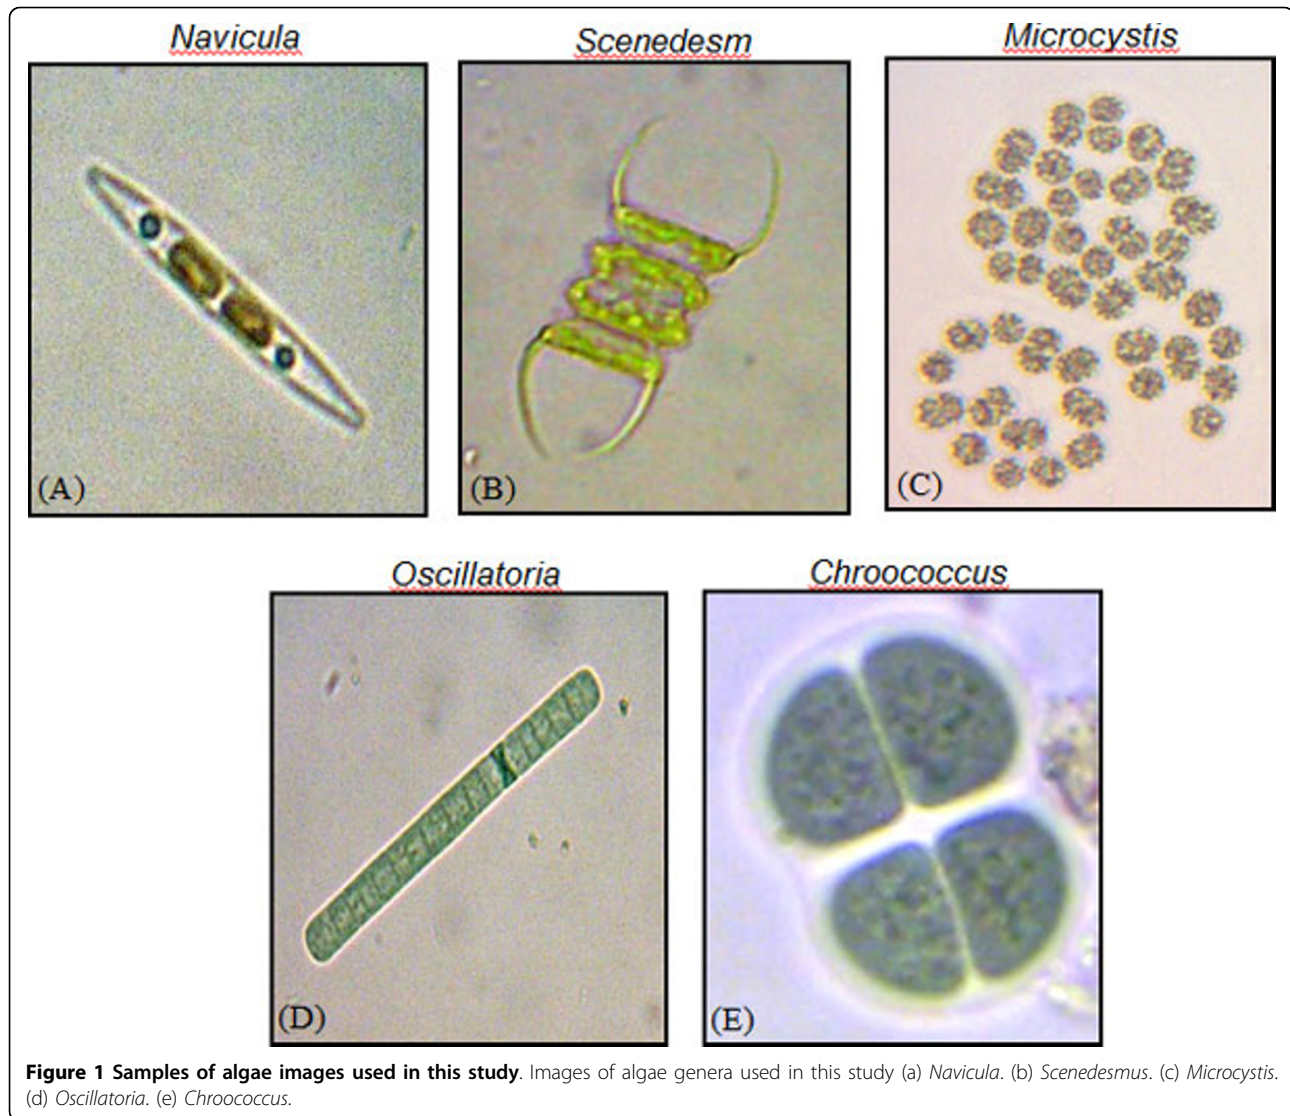 Navicula
Scenedesm
Microcystis
(A)
(B)
(C)
Oscillatoria
Chroococcus
(D)
(E)
Figure 1 Samples of algae images used in this study. Images of algae genera used in this study (a) Navicula. (b) Scenedesmus. (c) Microcystis.
(d) Oscillatoria. (e) Chroococcus.